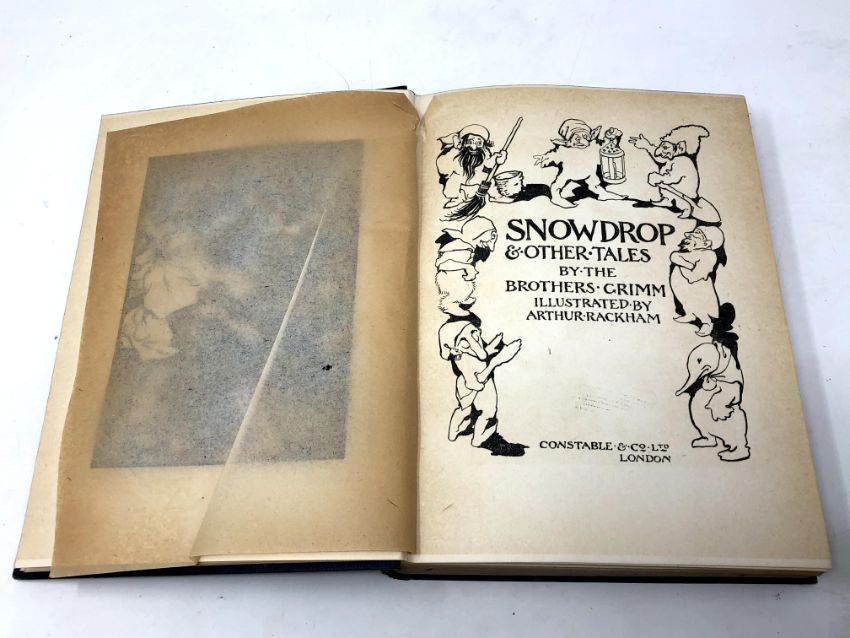 SNOWDROP
& · OTHER · TALES
BY · THE
BROTHERS · GRIMM
ILLUSTRATED · BY
ARTHUR · RACKHAM
CONSTABLE · & · Cº · LTD
LONDON